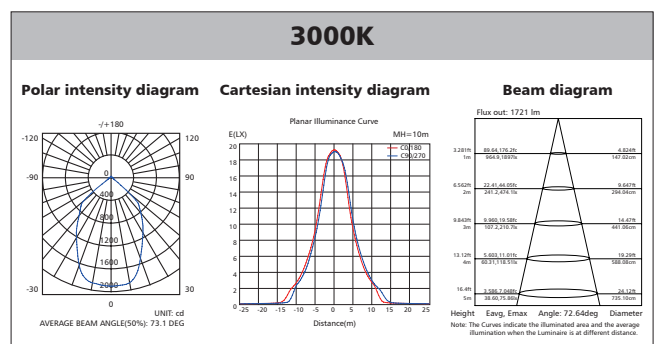 3000K
Polar intensity diagram
Cartesian intensity diagram
Beam diagram
-/+180
-120
120
-90
90
-30
30
0
0
400
800
1200
1600
2000
UNIT: cd
AVERAGE BEAM ANGLE(50%): 73.1 DEG
Planar Illuminance Curve
E(LX)
MH=10m
C0/180
C90/270
20
18
16
14
12
10
8
6
4
2
0
-25 -20 -15 -10 -5 0 5 10 15 20 25
Distance(m)
Flux out: 1721 lm
3.281ft 89.64,176.2fc 4.824ft
1m 964.9,1897lx 147.02cm
6.562ft 22.41,44.05fc 9.647ft
2m 241.2,474.1lx 294.04cm
9.843ft 9.960,19.58fc 14.47ft
3m 107.2,210.7lx 441.06cm
13.12ft 5.603,11.01fc 19.29ft
4m 60.31,118.51lx 588.08cm
16.4ft 3.586,7.048fc 24.12ft
5m 38.60,75.86lx 735.10cm
Height Eavg, Emax Angle: 72.64deg Diameter
Note: The Curves indicate the illuminated area and the average
illumination when the Luminaire is at different distance.